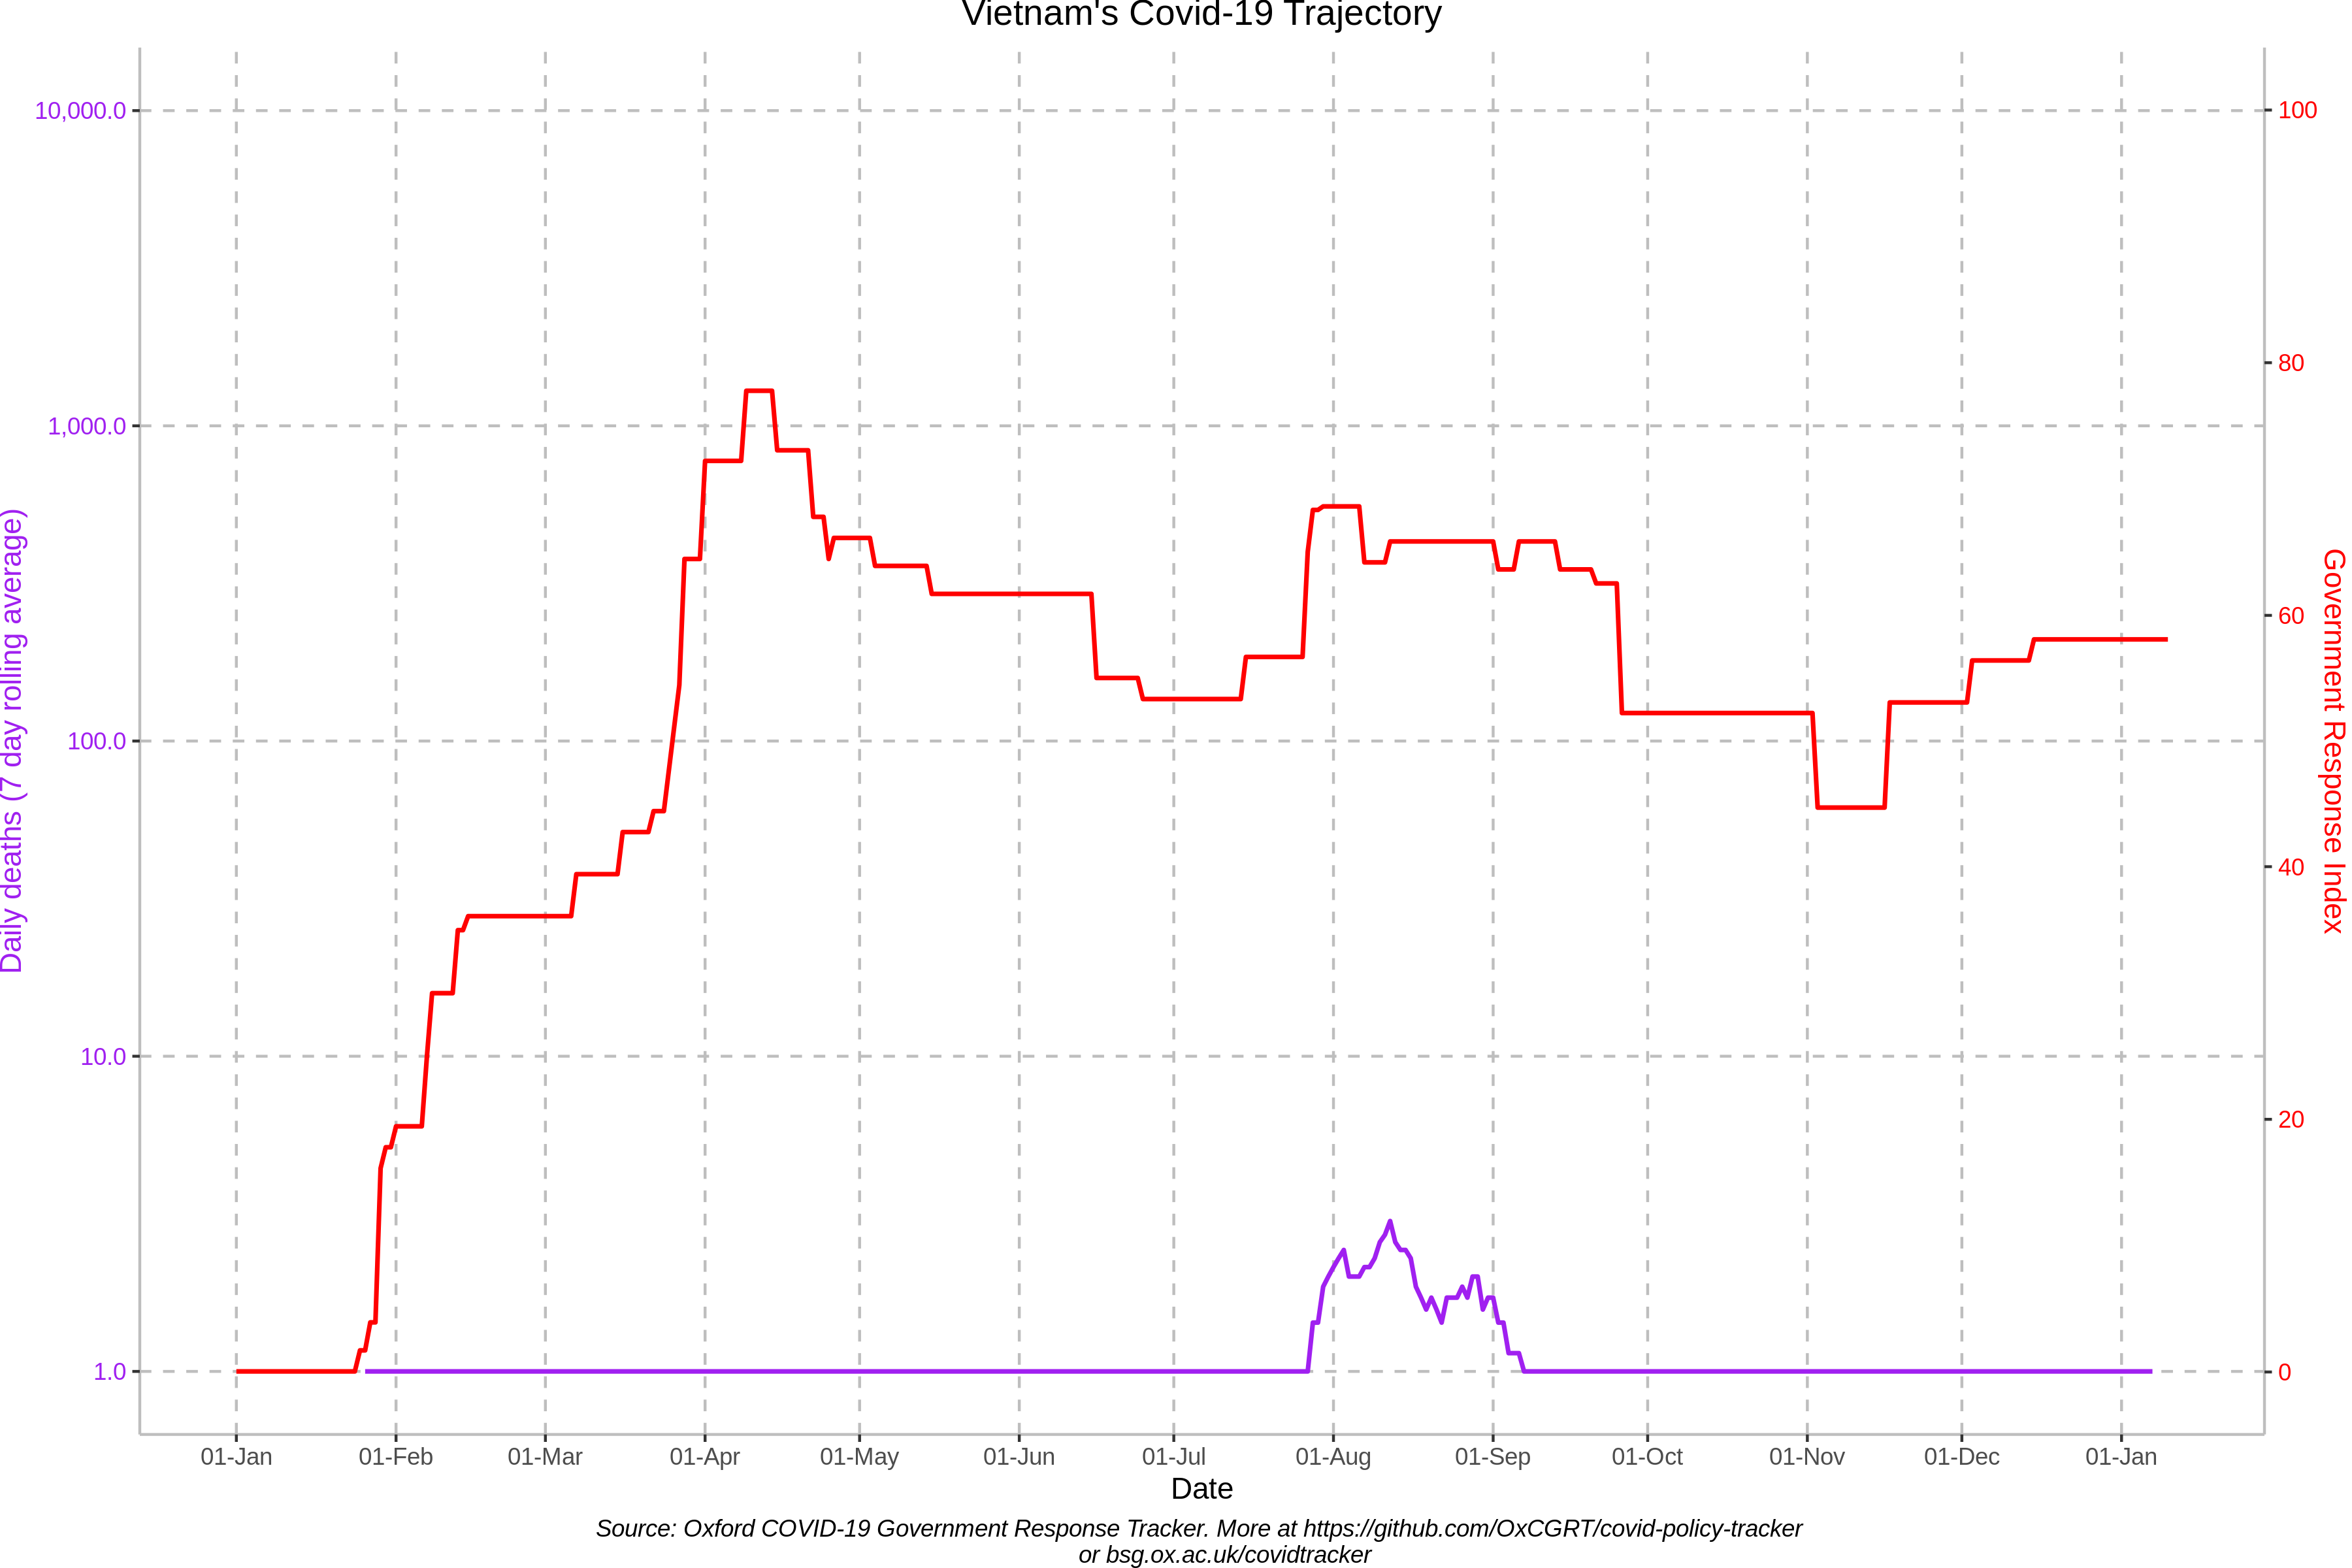 Vietnam's Covid-19 Trajectory
10,000.0
1,000.0
100.0
10.0
1.0
Daily deaths (7 day rolling average)
100
80
60
40
20
0
Government Response Index
01-Jan 01-Feb 01-Mar 01-Apr 01-May 01-Jun 01-Jul 01-Aug 01-Sep 01-Oct 01-Nov 01-Dec 01-Jan
Date
Source: Oxford COVID-19 Government Response Tracker. More at https://github.com/OxCGRT/covid-policy-tracker
or bsg.ox.ac.uk/covidtracker